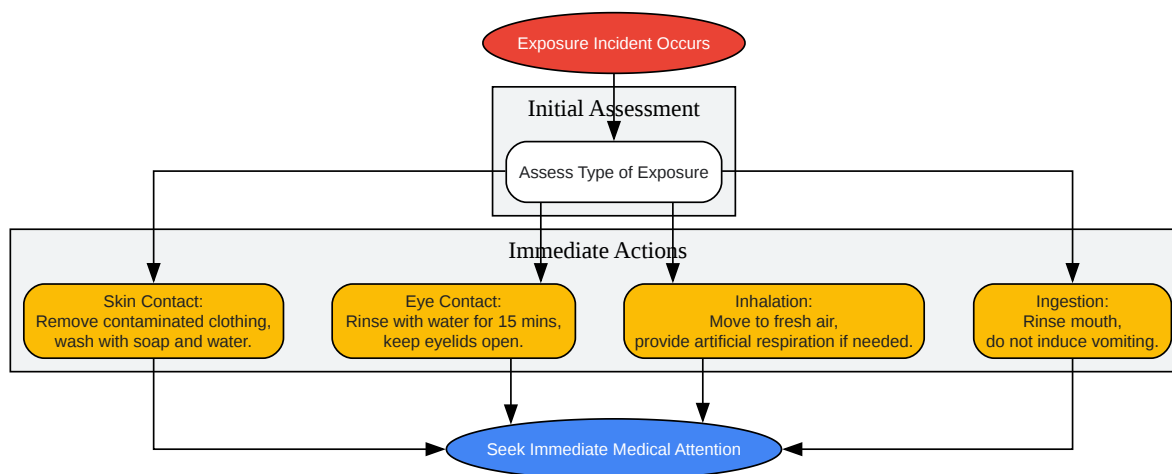 Exposure Incident Occurs
Initial Assessment
Assess Type of Exposure
Immediate Actions
Skin Contact:
Remove contaminated clothing,
wash with soap and water.
Eye Contact:
Rinse with water for 15 mins,
keep eyelids open.
Inhalation:
Move to fresh air,
provide artificial respiration if needed.
Ingestion:
Rinse mouth,
do not induce vomiting.
Seek Immediate Medical Attention